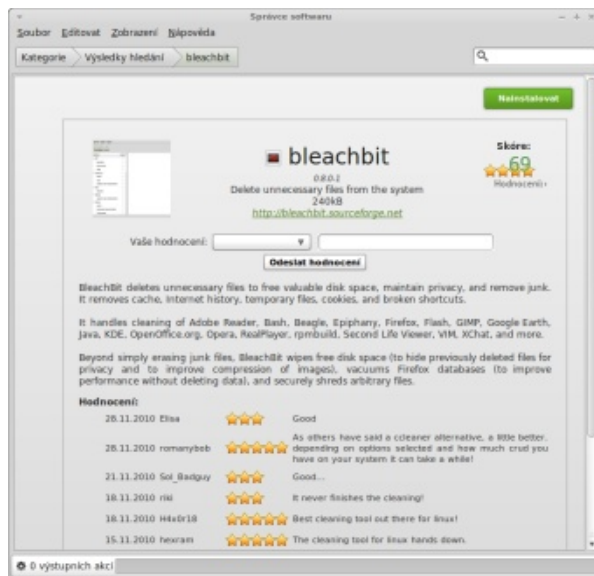 Správce softwaru
Soubor Editovat Zobrazení Nápověda
Kategorie Výsledky hledání bleachbit
Nainstalovat
bleachbit
0.8.0-1
Delete unnecessary files from the system
240kB
http://bleachbit.sourceforge.net
Skóre:
69
Hodnocení:
Vaše hodnocení:
Odeslat hodnocení
BleachBit deletes unnecessary files to free valuable disk space, maintain privacy, and remove junk.
It removes cache, Internet history, temporary files, cookies, and broken shortcuts.
It handles cleaning of Adobe Reader, Bash, Beagle, Epiphany, Firefox, Flash, GIMP, Google Earth,
Java, KDE, OpenOffice.org, Opera, RealPlayer, rpmbuild, Second Life Viewer, VIM, XChat, and more.
Beyond simply erasing junk files, BleachBit wipes free disk space (to hide previously deleted files for
privacy and to improve compression of images), vacuums Firefox databases (to improve
performance without deleting data), and securely shreds arbitrary files.
Hodnocení:
28.11.2010 Elisa Good
28.11.2010 romanybob As others have said a ccleaner alternative, a little better.
depending on options selected and how much crud you
have on your system it can take a while!
21.11.2010 Sol_Badguy Good...
18.11.2010 riki It never finishes the cleaning!
18.11.2010 H4x0r18 Best cleaning tool out there for linux!
15.11.2010 hexram The cleaning tool for linux hands down.
0 výstupních akcí